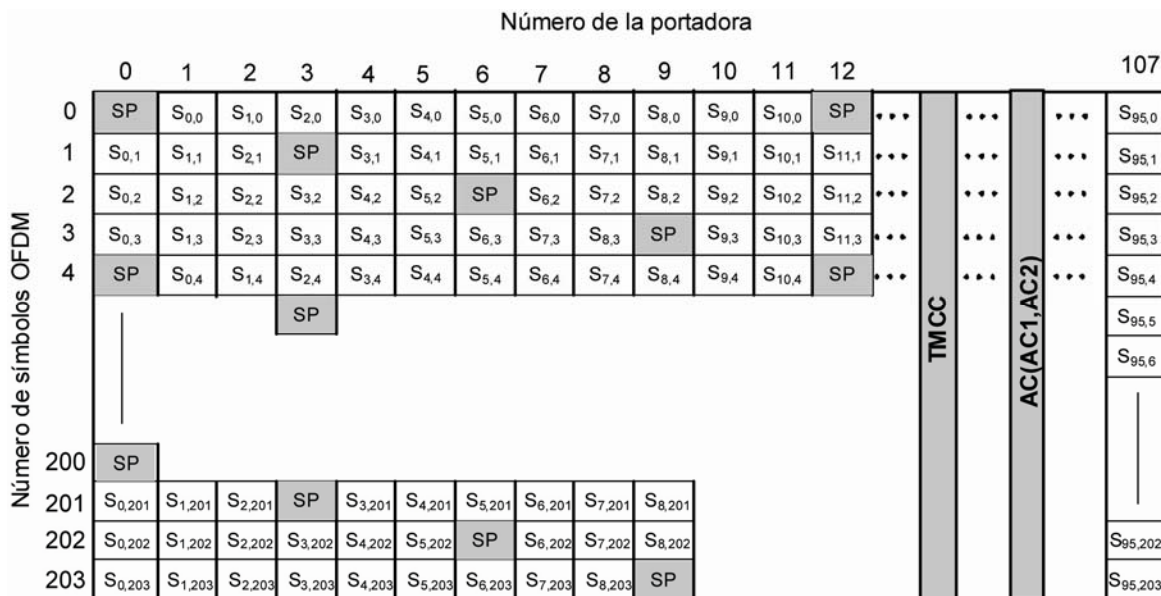 Número de la portadora
0 1 2 3 4 5 6 7 8 9 10 11 12 107
0 SP S0,0 S1,0 S2,0 S3,0 S4,0 S5,0 S6,0 S7,0 S8,0 S9,0 S10,0 SP ... ... ... S95,0
1 S0,1 S1,1 S2,1 SP S3,1 S4,1 S5,1 S6,1 S7,1 S8,1 S9,1 S10,1 S11,1 ... ... ... S95,1
2 S0,2 S1,2 S2,2 S3,2 S4,2 S5,2 SP S6,2 S7,2 S8,2 S9,2 S10,2 S11,2 ... ... ... S95,2
3 S0,3 S1,3 S2,3 S3,3 S4,3 S5,3 S6,3 S7,3 S8,3 SP S9,3 S10,3 S11,3 ... ... ... S95,3
4 SP S0,4 S1,4 S2,4 S3,4 S4,4 S5,4 S6,4 S7,4 S8,4 S9,4 S10,4 SP ... ... ... S95,4
SP S95,5
S95,6
200 SP
201 S0,201 S1,201 S2,201 SP S3,201 S4,201 S5,201 S6,201 S7,201 S8,201
202 S0,202 S1,202 S2,202 S3,202 S4,202 S5,202 SP S6,202 S7,202 S8,202 S95,202
203 S0,203 S1,203 S2,203 S3,203 S4,203 S5,203 S6,203 S7,203 S8,203 SP S95,203
Número de símbolos OFDM
TMCC
AC(AC1,AC2)